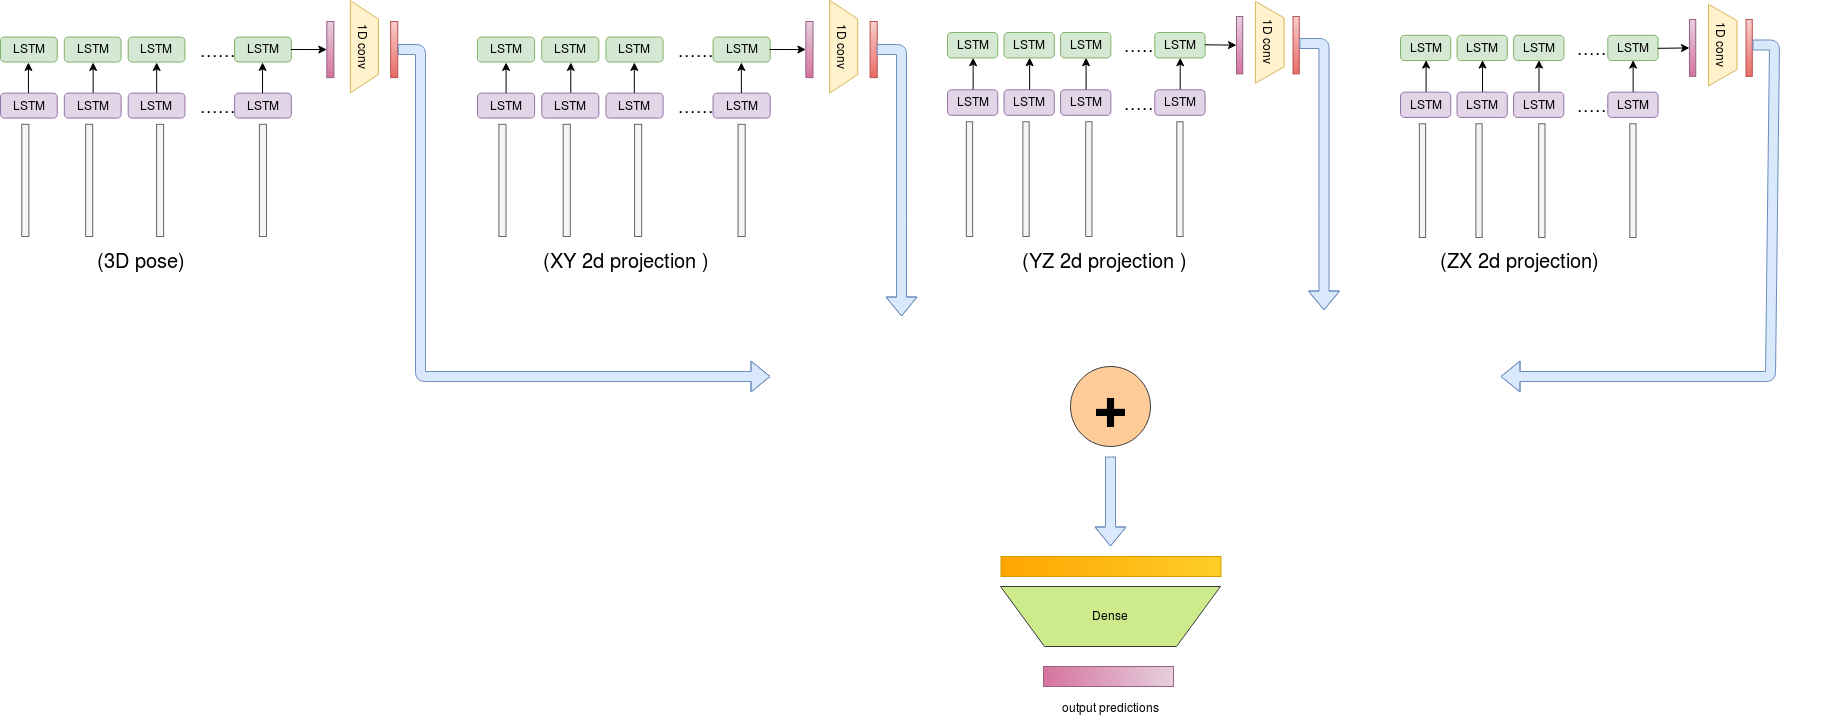 LSTM LSTM LSTM ...... LSTM 1D conv
LSTM LSTM LSTM ...... LSTM
(3D pose)
LSTM LSTM LSTM ...... LSTM 1D conv
LSTM LSTM LSTM ...... LSTM
(XY 2d projection )
LSTM LSTM LSTM ..... LSTM 1D conv
LSTM LSTM LSTM ..... LSTM
(YZ 2d projection )
LSTM LSTM LSTM ..... LSTM 1D conv
LSTM LSTM LSTM ..... LSTM
(ZX 2d projection)
+
Dense
output predictions